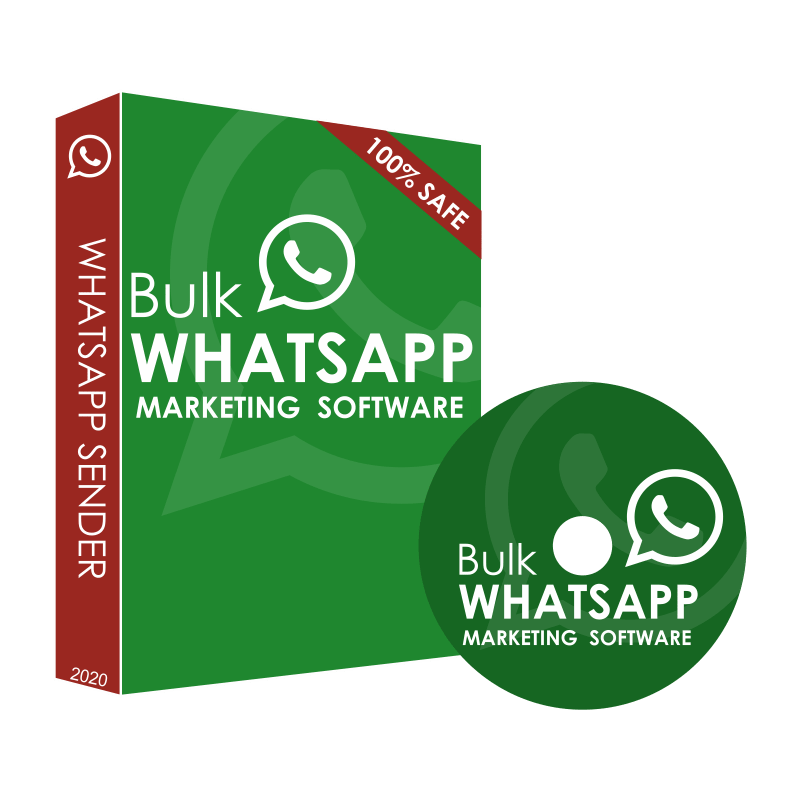 100% SAFE
Bulk
WHATSAPP
MARKETING SOFTWARE
WHATSAPP SENDER
2020
Bulk
WHATSAPP
MARKETING SOFTWARE